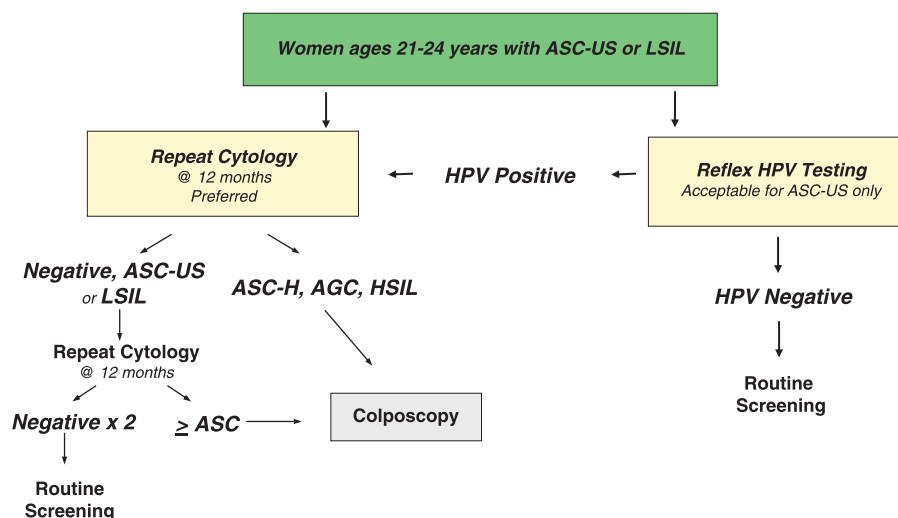 Women ages 21-24 years with ASC-US or LSIL
Repeat Cytology
@ 12 months
Preferred
HPV Positive
Reflex HPV Testing
Acceptable for ASC-US only
Negative, ASC-US
or LSIL
ASC-H, AGC, HSIL
HPV Negative
Repeat Cytology
@ 12 months
Routine
Screening
Negative x 2
≥ ASC
Colposcopy
Routine
Screening